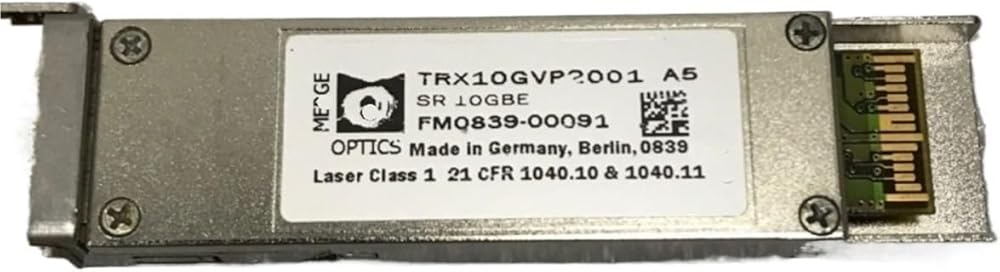 TRX10GVP2001 A5
SR 10GBE
FM0839-00091
OPTICS Made in Germany, Berlin, 0839
Laser Class 1 21 CFR 1040.10 & 1040.11